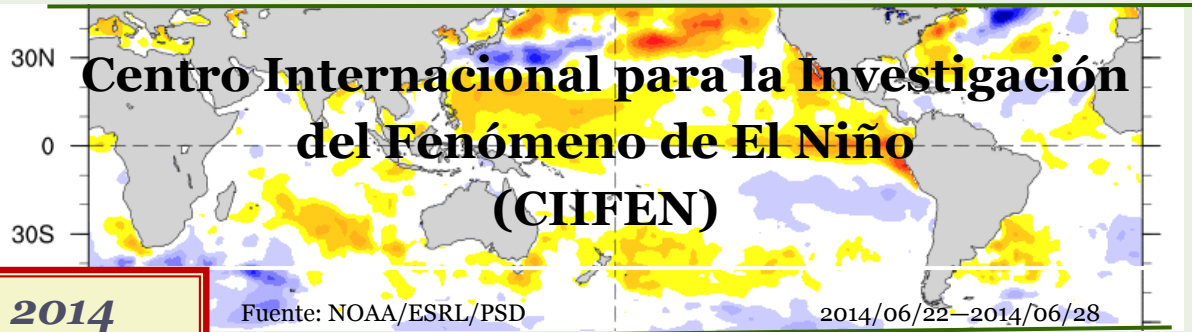 30N
Centro Internacional para la Investigación
0
del Fenómeno de El Niño
(CIIFEN)
30S
2014
Fuente: NOAA/ESRL/PSD
2014/06/22—2014/06/28